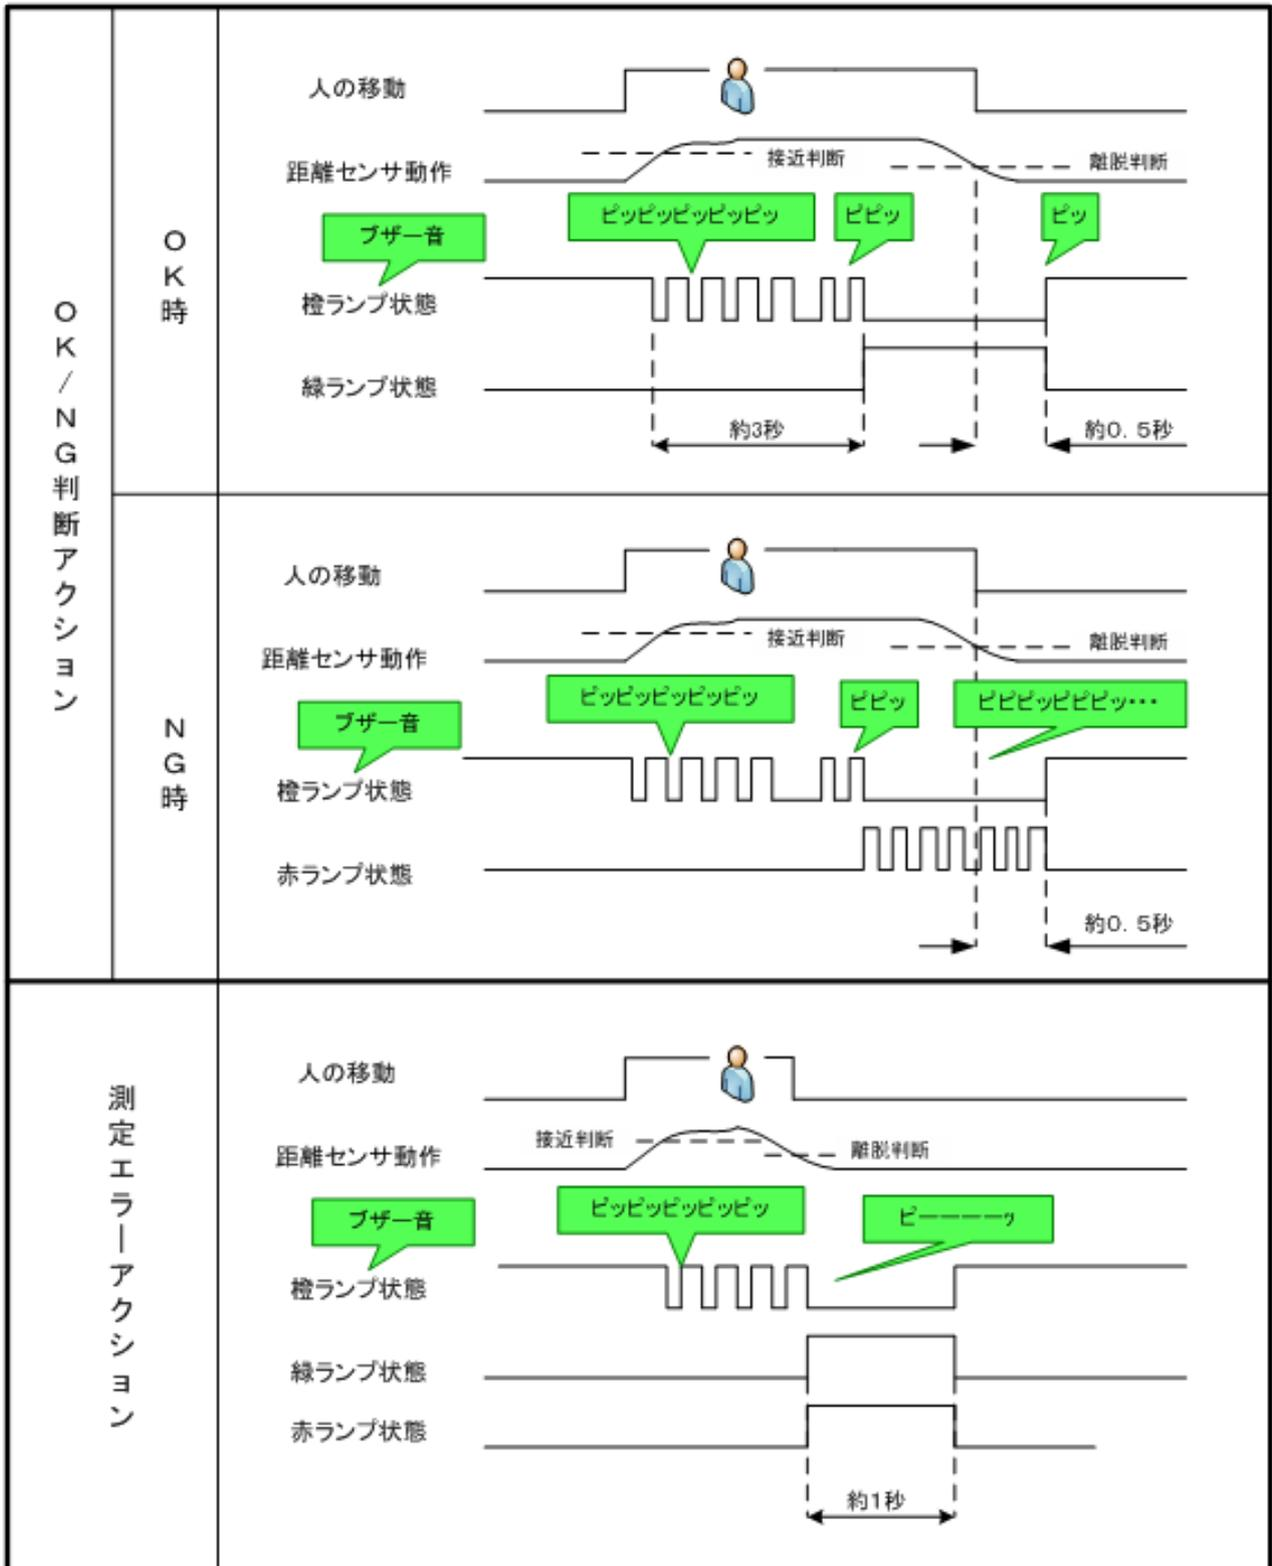 OK/NG判断アクション
OK時
人の移動
距離センサ動作
接近判断
離脱判断
ブザー音
ピッピッピッピッピッ
ピピッ
ピッ
橙ランプ状態
緑ランプ状態
約3秒
約0.5秒
NG時
人の移動
距離センサ動作
接近判断
離脱判断
ブザー音
ピッピッピッピッピッ
ピピッ
ピピピッピピピッ・・・
橙ランプ状態
赤ランプ状態
約0.5秒
測定エラーアクション
人の移動
距離センサ動作
接近判断
離脱判断
ブザー音
ピッピッピッピッピッ
ピーーーーッ
橙ランプ状態
緑ランプ状態
赤ランプ状態
約1秒